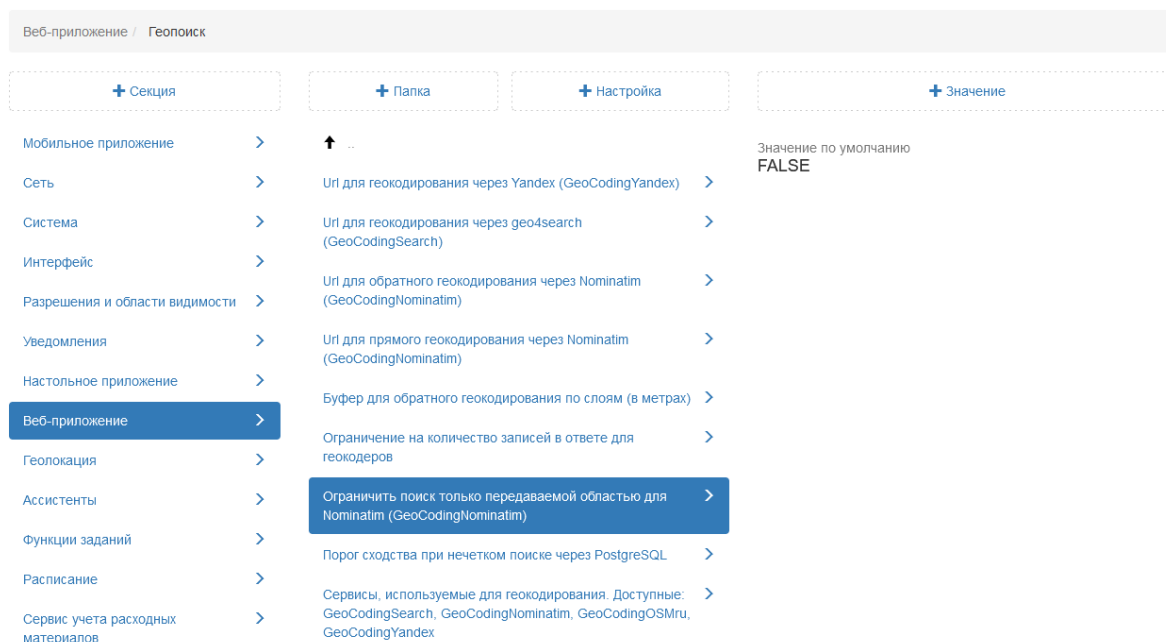 Веб-приложение / Геопоиск
+ Секция
+ Папка
+ Настройка
+ Значение
Мобильное приложение
Сеть
Система
Интерфейс
Разрешения и области видимости
Уведомления
Настольное приложение
Веб-приложение
Геолокация
Ассистенты
Функции заданий
Расписание
Сервис учета расходных
материалов
..
Url для геокодирования через Yandex (GeoCodingYandex)
Url для геокодирования через geo4search
(GeoCodingSearch)
Url для обратного геокодирования через Nominatim
(GeoCodingNominatim)
Url для прямого геокодирования через Nominatim
(GeoCodingNominatim)
Буфер для обратного геокодирования по слоям (в метрах)
Ограничение на количество записей в ответе для
геокодеров
Ограничить поиск только передаваемой областью для
Nominatim (GeoCodingNominatim)
Порог сходства при нечетком поиске через PostgreSQL
Сервисы, используемые для геокодирования. Доступные:
GeoCodingSearch, GeoCodingNominatim, GeoCodingOSMru,
GeoCodingYandex
Значение по умолчанию
FALSE